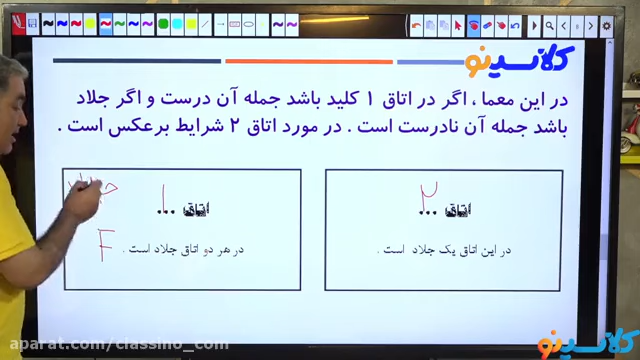 کلاسینو
در این معما ، اگر در اتاق ۱ کلید باشد جمله آن درست و اگر جلاد
باشد جمله آن نادرست است . در مورد اتاق ۲ شرایط برعکس است .
اتاق ... ۲
در این اتاق یک جلاد است .
اتاق ... ۱
در هر دو اتاق جلاد است .
F
aparat.com/classino_com
کلاسینو